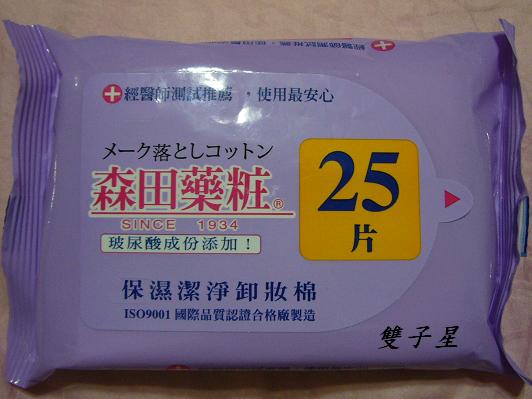 經醫師測試推薦，使用最安心
メーク落としコットン
森田藥粧®
SINCE 1934
玻尿酸成份添加！
25
片
保濕潔淨卸妝棉
ISO9001 國際品質認證合格廠製造
雙子星